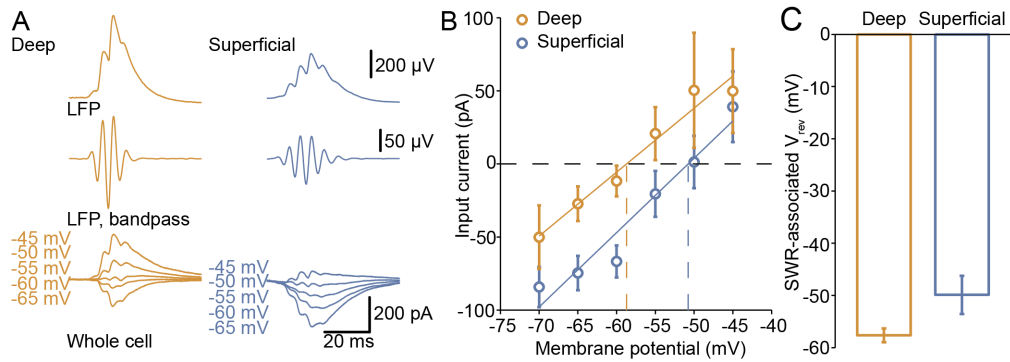 A
Deep
Superficial
200 µV
LFP
50 µV
LFP, bandpass
-45 mV
-50 mV
-55 mV
-60 mV
-65 mV
-45 mV
-50 mV
-55 mV
-60 mV
-65 mV
200 pA
20 ms
Whole cell
B
Deep
Superficial
Input current (pA)
100
50
0
-50
-100
-75
-70
-65
-60
-55
-50
-45
-40
Membrane potential (mV)
C
Deep
Superficial
SWR-associated Vrev (mV)
0
-10
-20
-30
-40
-50
-60